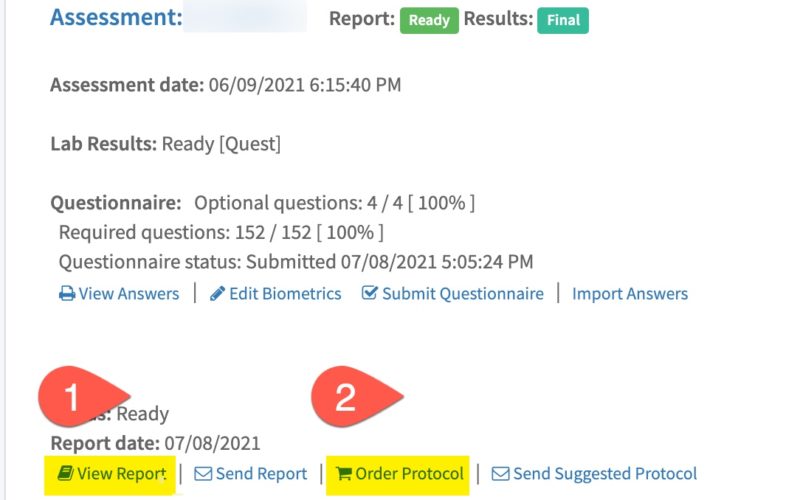 Assessment: Report: Ready Results: Final
Assessment date: 06/09/2021 6:15:40 PM
Lab Results: Ready [Quest]
Questionnaire: Optional questions: 4 / 4 [ 100% ]
Required questions: 152 / 152 [ 100% ]
Questionnaire status: Submitted 07/08/2021 5:05:24 PM
View Answers | Edit Biometrics Submit Questionnaire | Import Answers
1 2
Ready
Report date: 07/08/2021
View Report | Send Report | Order Protocol | Send Suggested Protocol